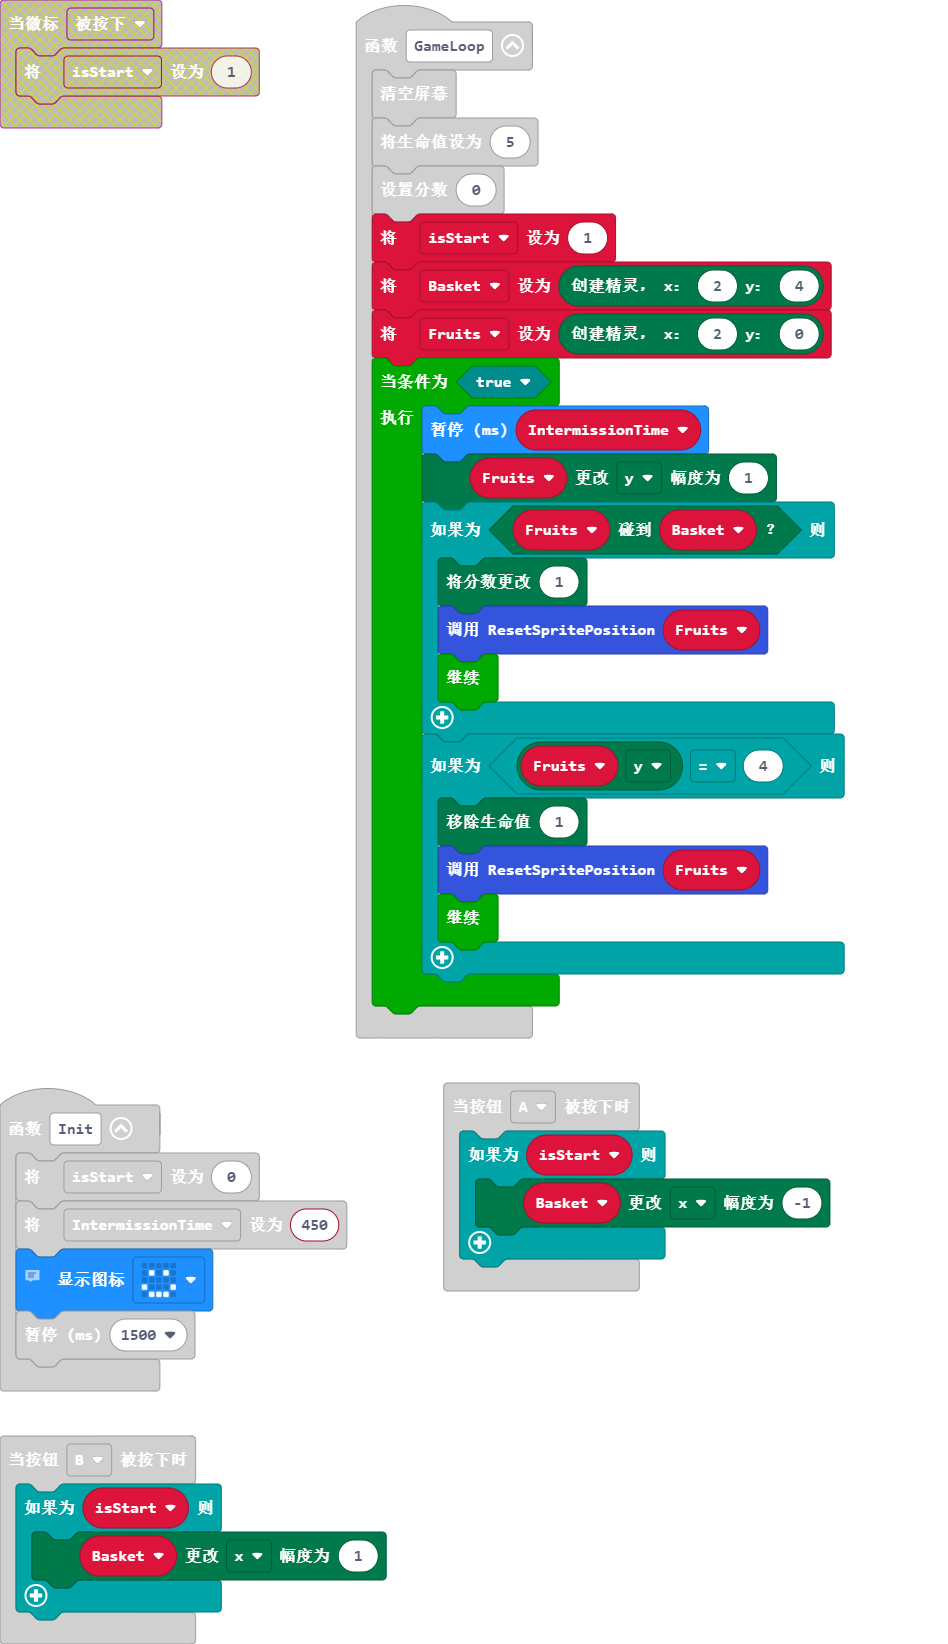 当徽标 被按下
将 isStart 设为 1
函数 GameLoop
清空屏幕
将生命值设为 5
设置分数 0
将 isStart 设为 1
将 Basket 设为 创建精灵, x: 2 y: 4
将 Fruits 设为 创建精灵, x: 2 y: 0
当条件为 true
执行
暂停 (ms) IntermissionTime
Fruits 更改 y 幅度为 1
如果为 Fruits 碰到 Basket ? 则
将分数更改 1
调用 ResetSpritePosition Fruits
继续
如果为 Fruits y = 4 则
移除生命值 1
调用 ResetSpritePosition Fruits
继续
函数 Init
将 isStart 设为 0
将 IntermissionTime 设为 450
显示图标
暂停 (ms) 1500
当按钮 A 被按下时
如果为 isStart 则
Basket 更改 x 幅度为 -1
当按钮 B 被按下时
如果为 isStart 则
Basket 更改 x 幅度为 1